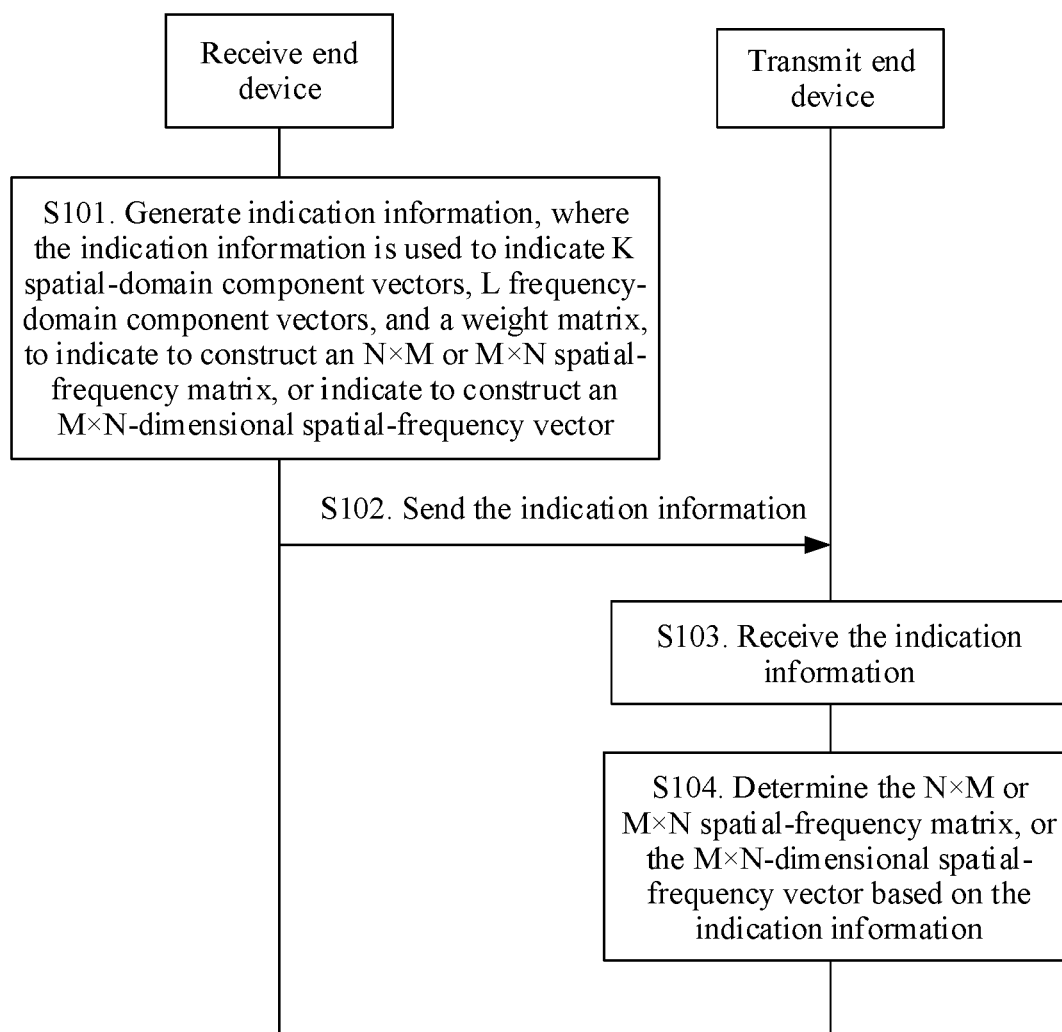 Receive end
device
Transmit end
device
S101. Generate indication information, where
the indication information is used to indicate K
spatial-domain component vectors, L frequency-
domain component vectors, and a weight matrix,
to indicate to construct an N×M or M×N spatial-
frequency matrix, or indicate to construct an
M×N-dimensional spatial-frequency vector
S102. Send the indication information
S103. Receive the indication
information
S104. Determine the N×M or
M×N spatial-frequency matrix, or
the M×N-dimensional spatial-
frequency vector based on the
indication information